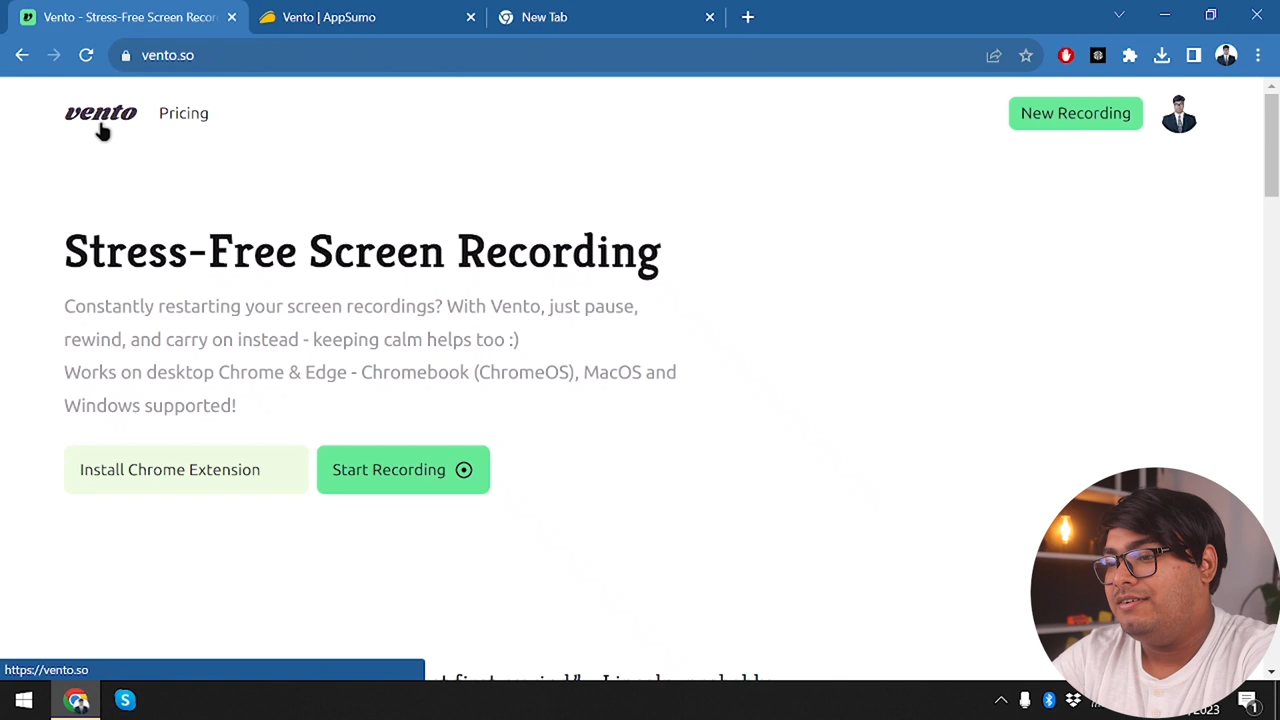 Vento - Stress-Free Screen Recor
Vento | AppSumo
New Tab
vento.so
vento
Pricing
New Recording
Stress-Free Screen Recording
Constantly restarting your screen recordings? With Vento, just pause,
rewind, and carry on instead - keeping calm helps too :)
Works on desktop Chrome & Edge - Chromebook (ChromeOS), MacOS and
Windows supported!
Install Chrome Extension
Start Recording
https://vento.so